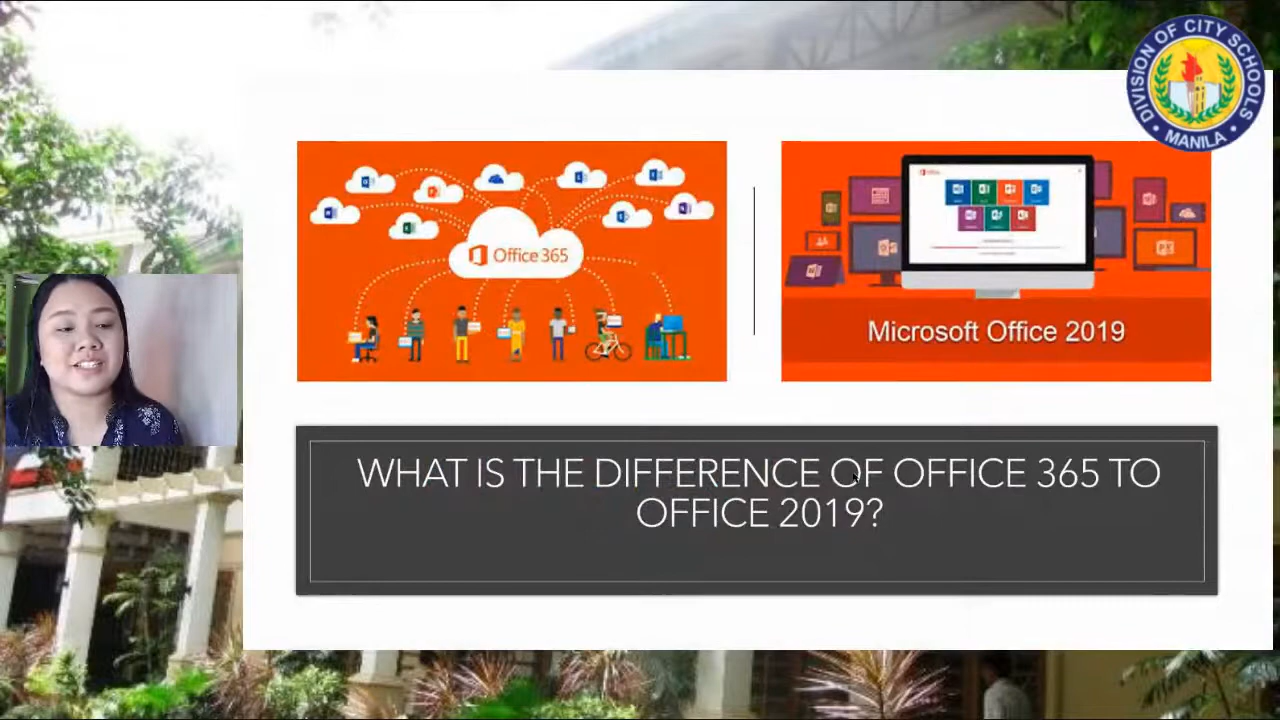 DIVISION OF CITY SCHOOLS
MANILA
Office 365
Microsoft Office 2019
WHAT IS THE DIFFERENCE OF OFFICE 365 TO
OFFICE 2019?